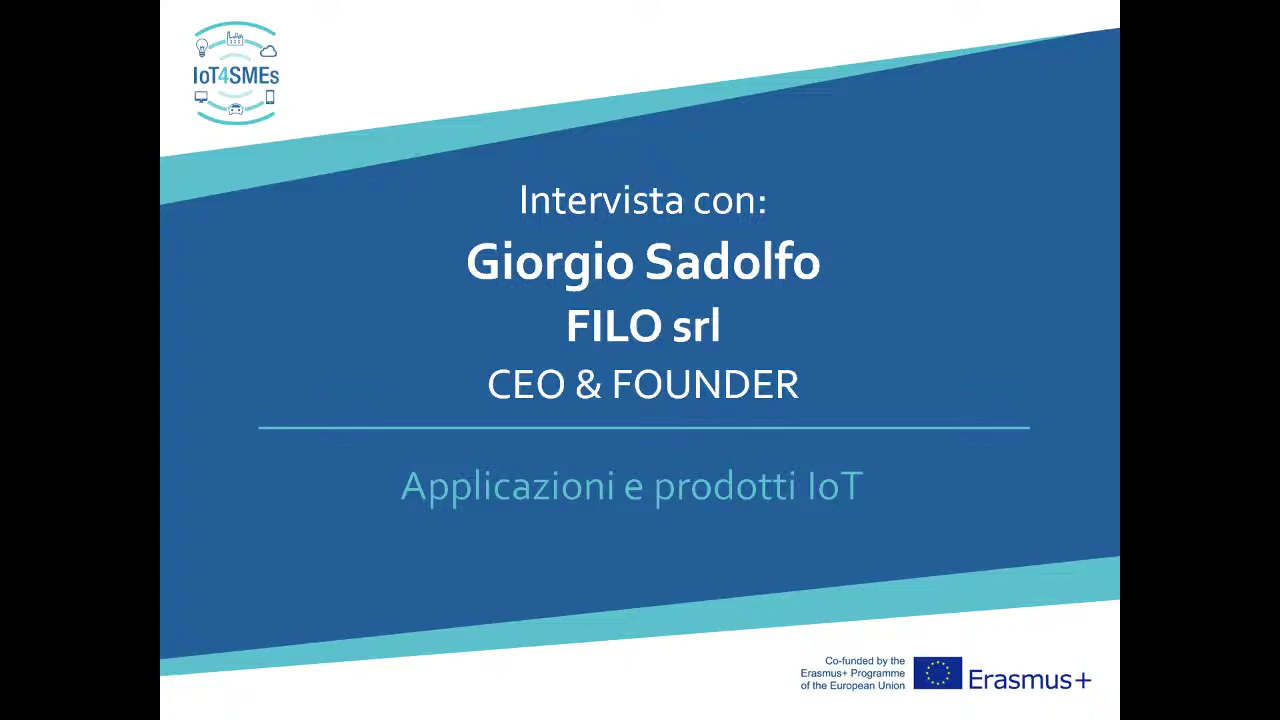 IoT4SMEs
Intervista con:
Giorgio Sadolfo
FILO srl
CEO & FOUNDER
Applicazioni e prodotti IoT
Co-funded by the
Erasmus+ Programme
of the European Union
Erasmus+